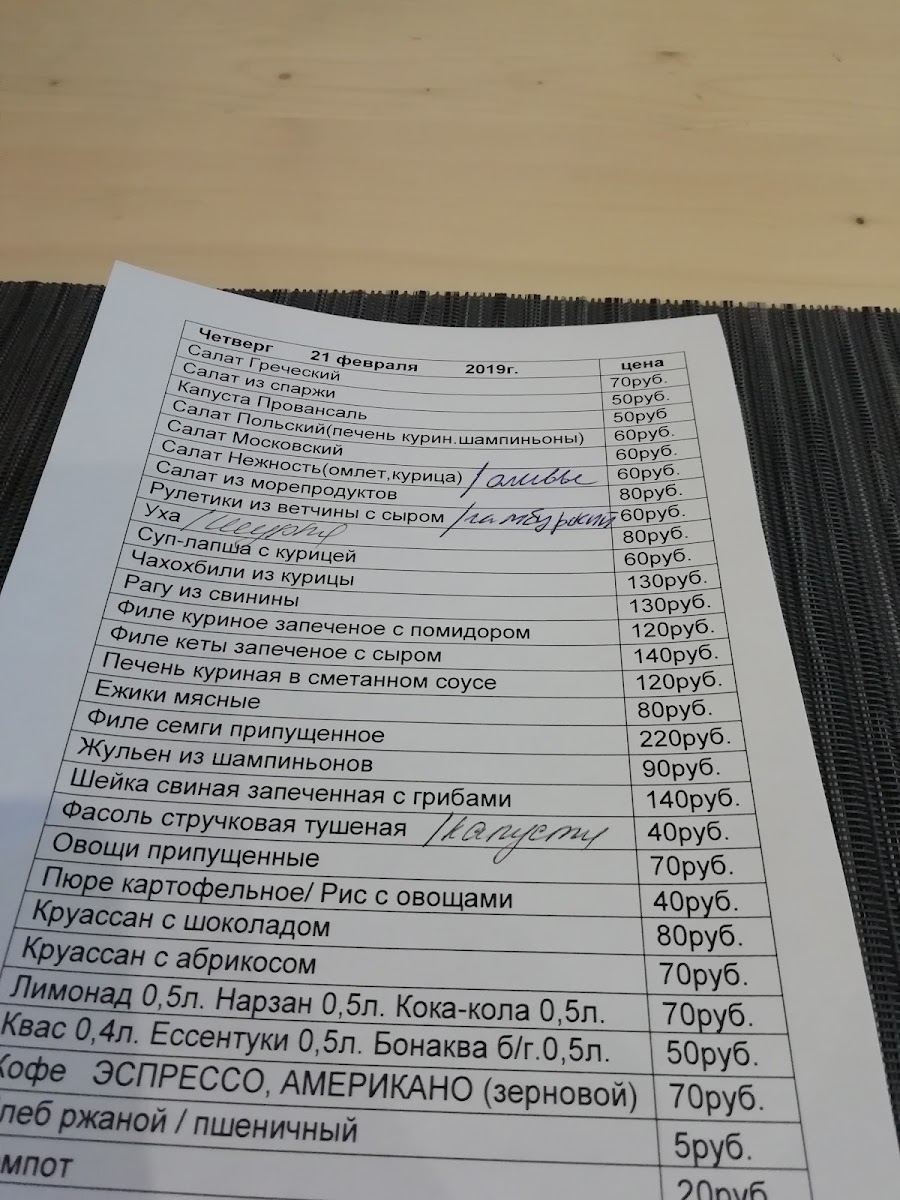 Четверг 21 февраля 2019г. цена
Салат Греческий 70руб.
Салат из спаржи 50руб.
Капуста Провансаль 50руб
Салат Польский(печень курин.шампиньоны) 60руб.
Салат Московский 60руб.
Салат Нежность(омлет,курица) /оливье 60руб.
Салат из морепродуктов 80руб.
Рулетики из ветчины с сыром /гамбургский 60руб.
Уха 80руб.
Суп-лапша с курицей 60руб.
Чахохбили из курицы 130руб.
Рагу из свинины 130руб.
Филе куриное запеченое с помидором 120руб.
Филе кеты запеченое с сыром 140руб.
Печень куриная в сметанном соусе 120руб.
Ежики мясные 80руб.
Филе семги припущенное 220руб.
Жульен из шампиньонов 90руб.
Шейка свиная запеченная с грибами 140руб.
Фасоль стручковая тушеная /капуста 40руб.
Овощи припущенные 70руб.
Пюре картофельное/ Рис с овощами 40руб.
Круассан с шоколадом 80руб.
Круассан с абрикосом 70руб.
Лимонад 0,5л. Нарзан 0,5л. Кока-кола 0,5л. 70руб.
Квас 0,4л. Ессентуки 0,5л. Бонаква б/г.0,5л. 50руб.
Кофе ЭСПРЕССО, АМЕРИКАНО (зерновой) 70руб.
леб ржаной / пшеничный 5руб.
мпот 20руб